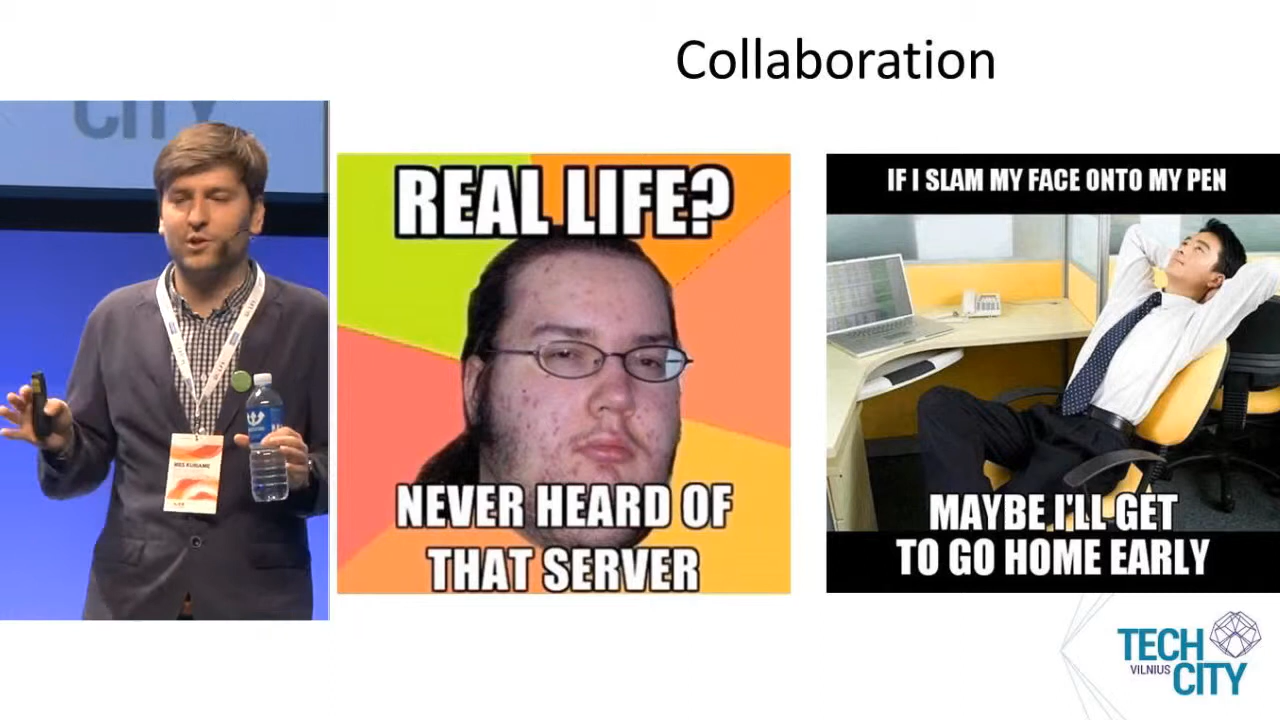 Collaboration
CITY
REAL LIFE?
NEVER HEARD OF
THAT SERVER
IF I SLAM MY FACE ONTO MY PEN
MAYBE I'LL GET
TO GO HOME EARLY
TECH
VILNIUS
CITY